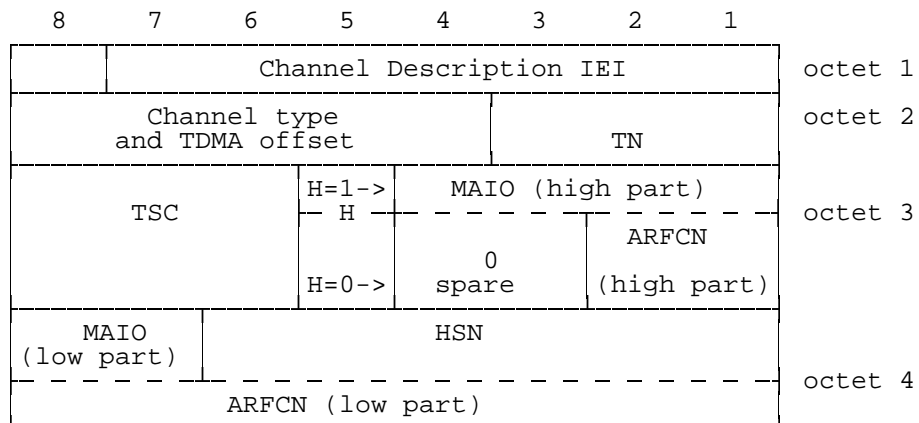 8 7 6 5 4 3 2 1
Channel Description IEI octet 1
Channel type octet 2
and TDMA offset TN
H=1-> MAIO (high part)
TSC H octet 3
ARFCN
0
H=0-> spare (high part)
MAIO HSN
(low part)
octet 4
ARFCN (low part)